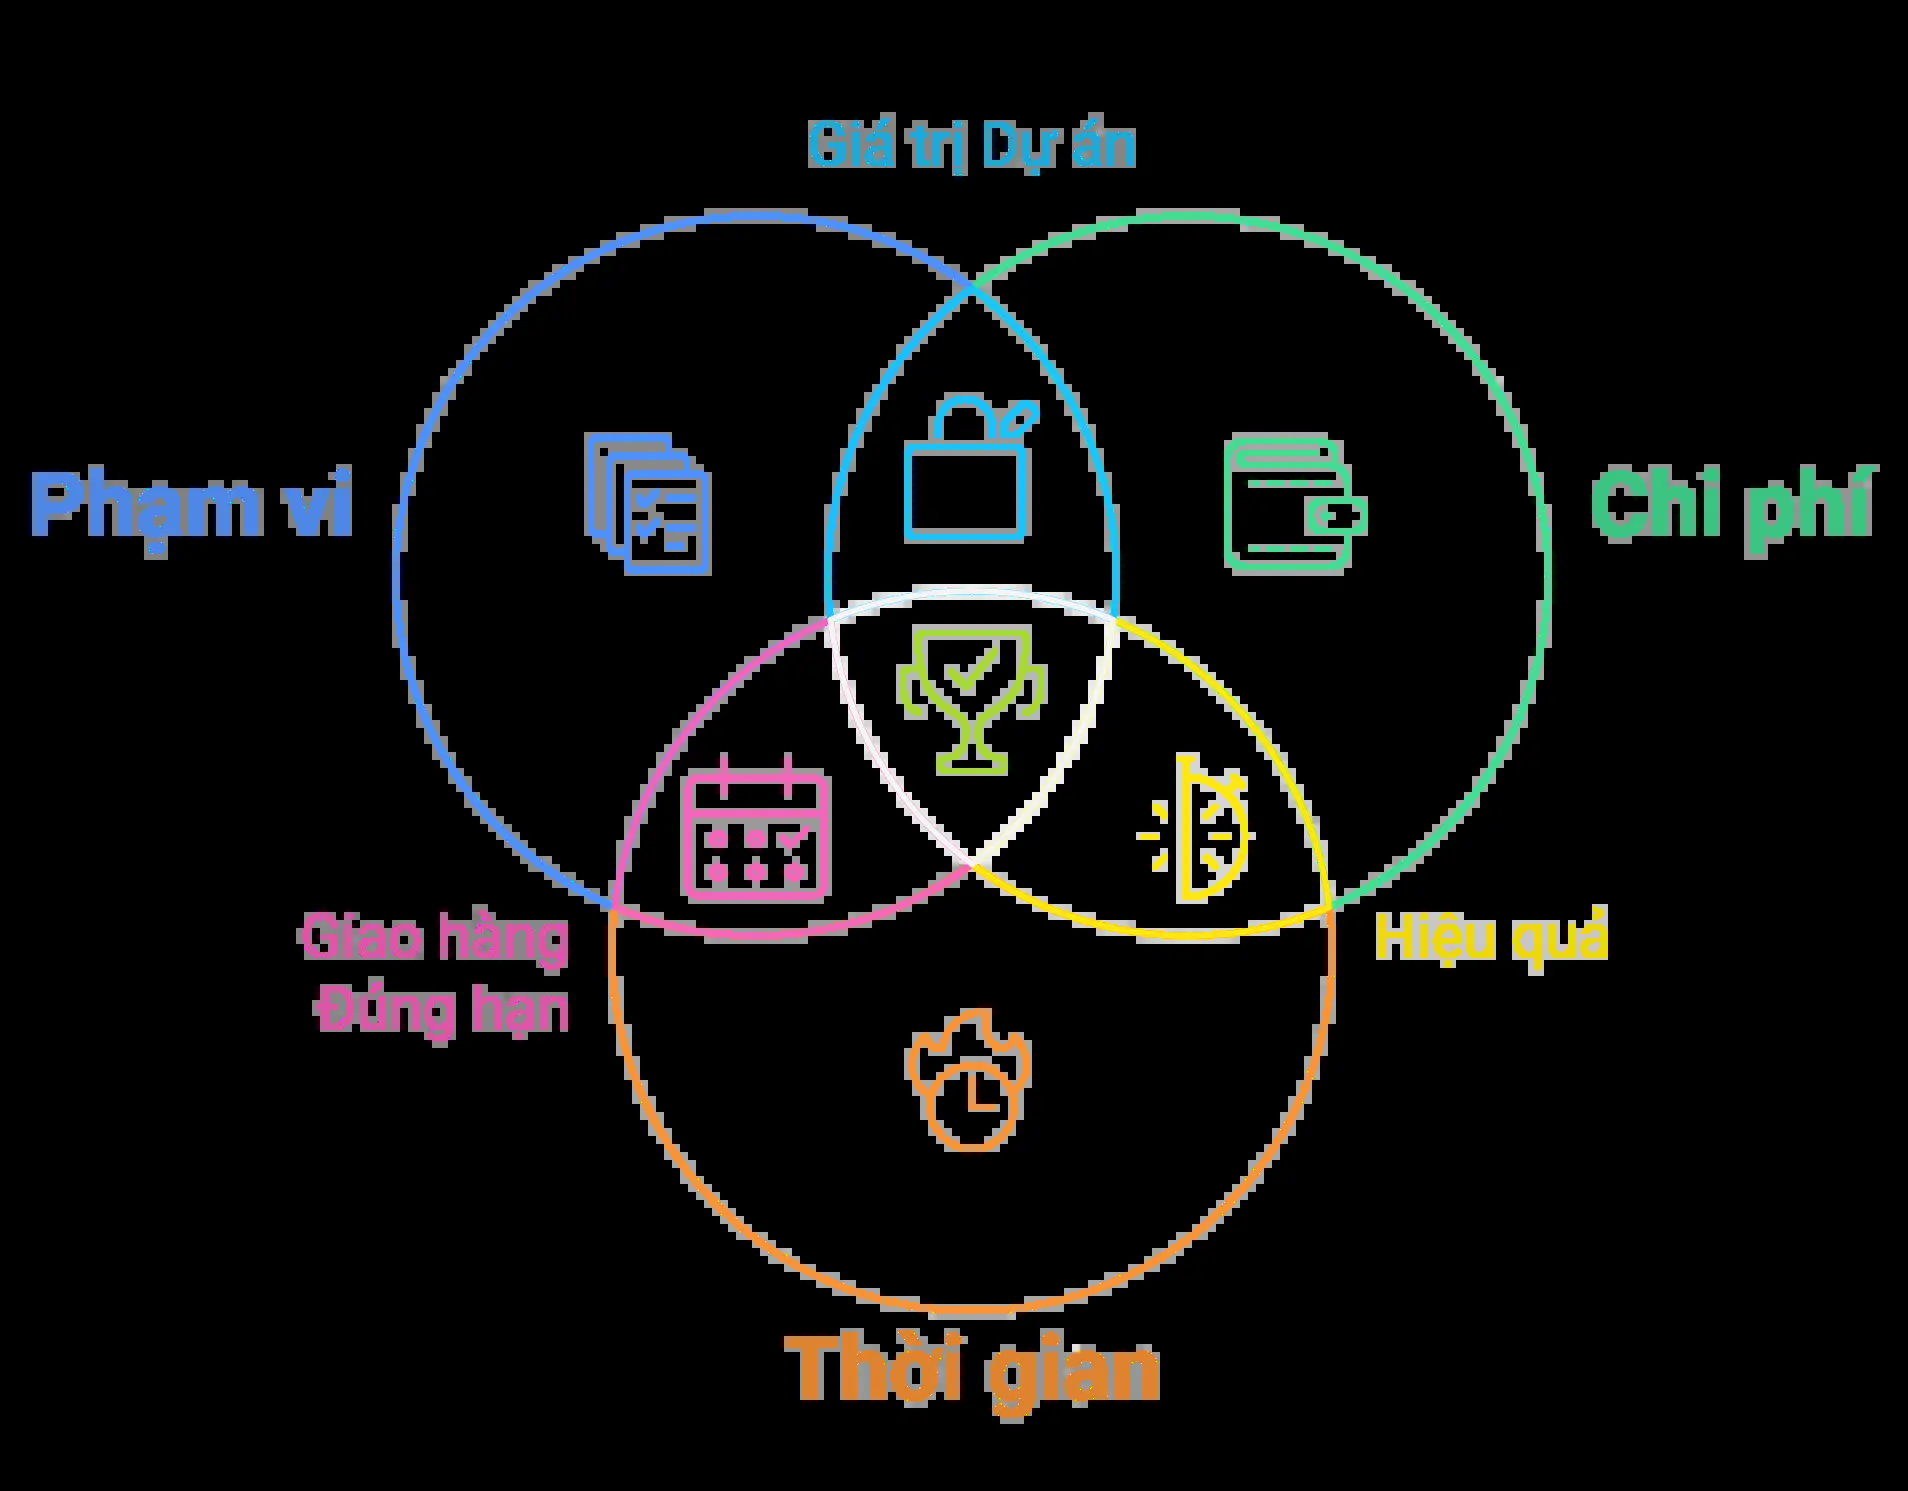 Giá trị Dự án
Phạm vi
Chi phí
Giao hàng
Đúng hạn
Hiệu quả
Thời gian